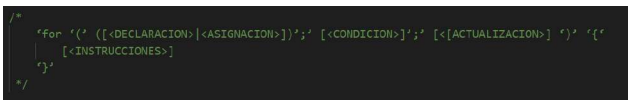 /*
‘for ‘(’ ([<DECLARACION>|<ASIGNACION>])’;’ [<CONDICION>]’;’ [<[ACTUALIZACION>] ‘)’ ‘{‘
[<INSTRUCCIONES>]
‘}’
*/